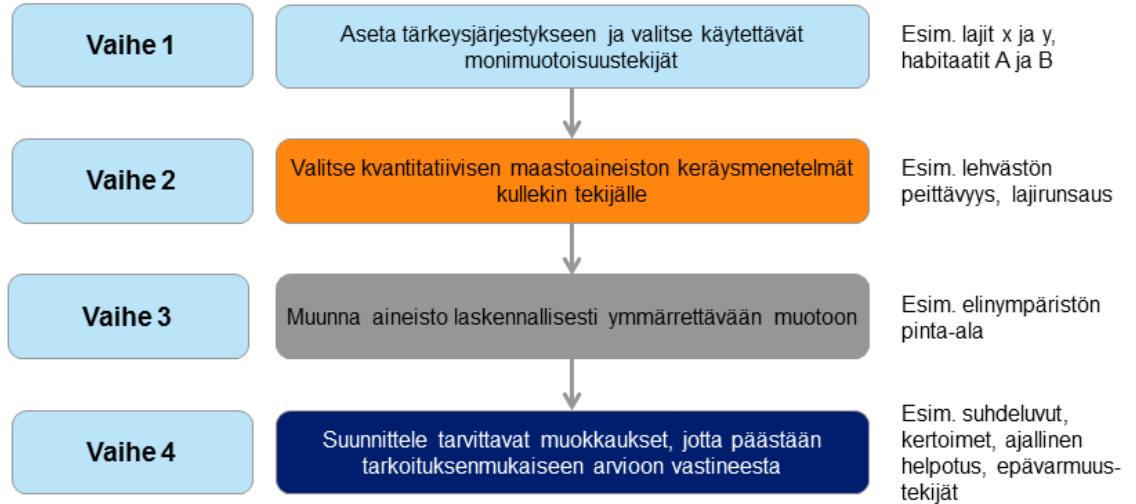 Vaihe 1
Aseta tärkeysjärjestykseen ja valitse käytettävät
monimuotoisuustekijät
Esim. lajit x ja y,
habitaatit A ja B
Vaihe 2
Valitse kvantitatiivisen maastoaineiston keräysmenetelmät
kullekin tekijälle
Esim. lehvästön
peittävyys, lajirunsaus
Vaihe 3
Muunna aineisto laskennallisesti ymmärrettävään muotoon
Esim. elinympäristön
pinta-ala
Vaihe 4
Suunnittele tarvittavat muokkaukset, jotta päästään
tarkoituksenmukaiseen arvioon vastineesta
Esim. suhdeluvut,
kertoimet, ajallinen
helpotus, epävarmuus-
tekijät